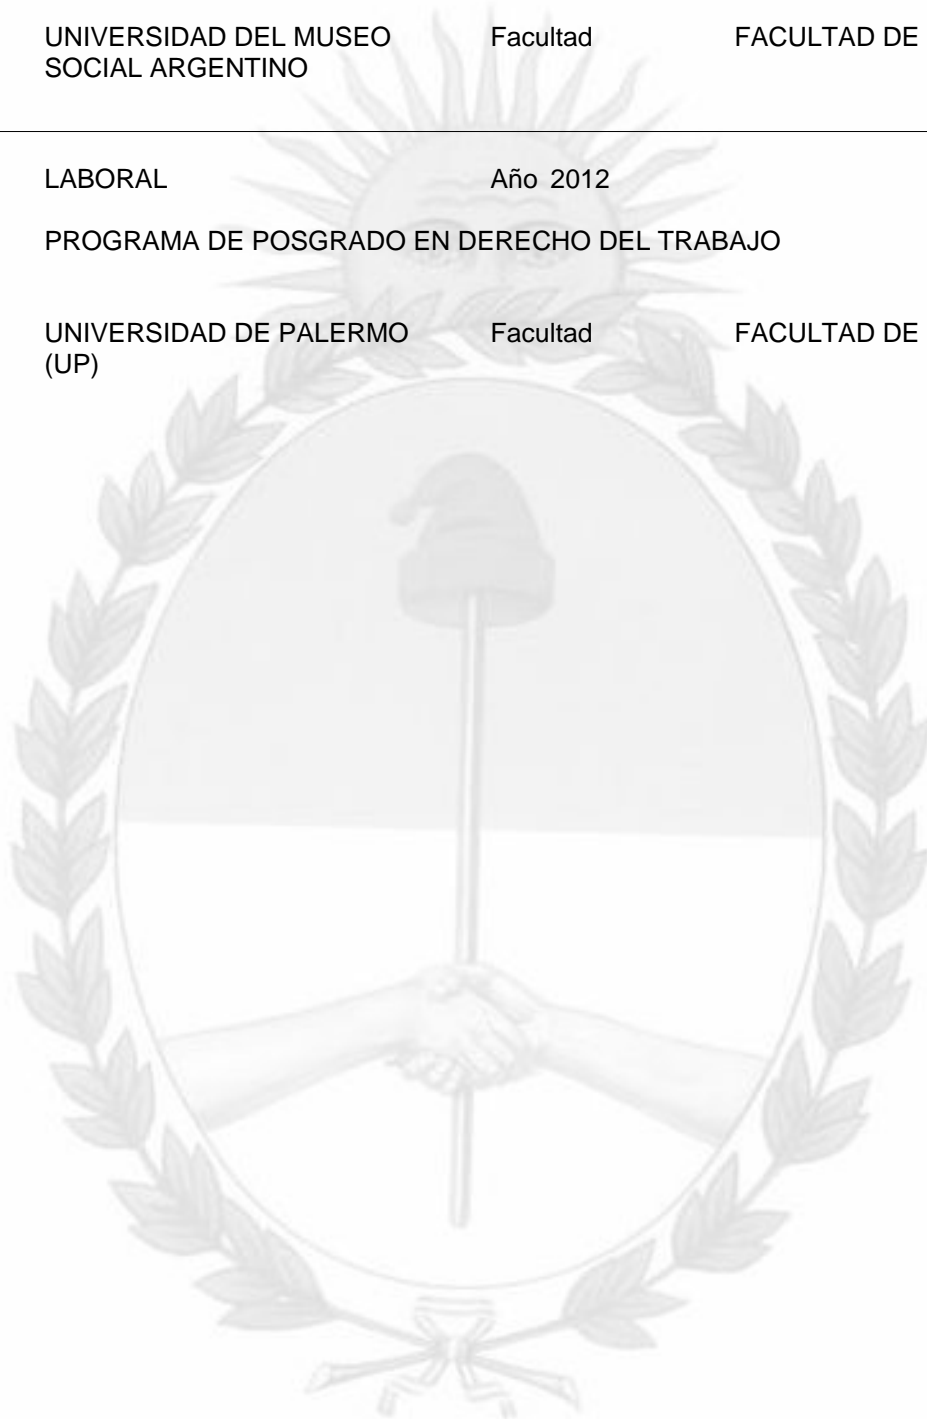 UNIVERSIDAD DEL MUSEO SOCIAL ARGENTINO Facultad FACULTAD DE
LABORAL Año 2012
PROGRAMA DE POSGRADO EN DERECHO DEL TRABAJO
UNIVERSIDAD DE PALERMO (UP) Facultad FACULTAD DE